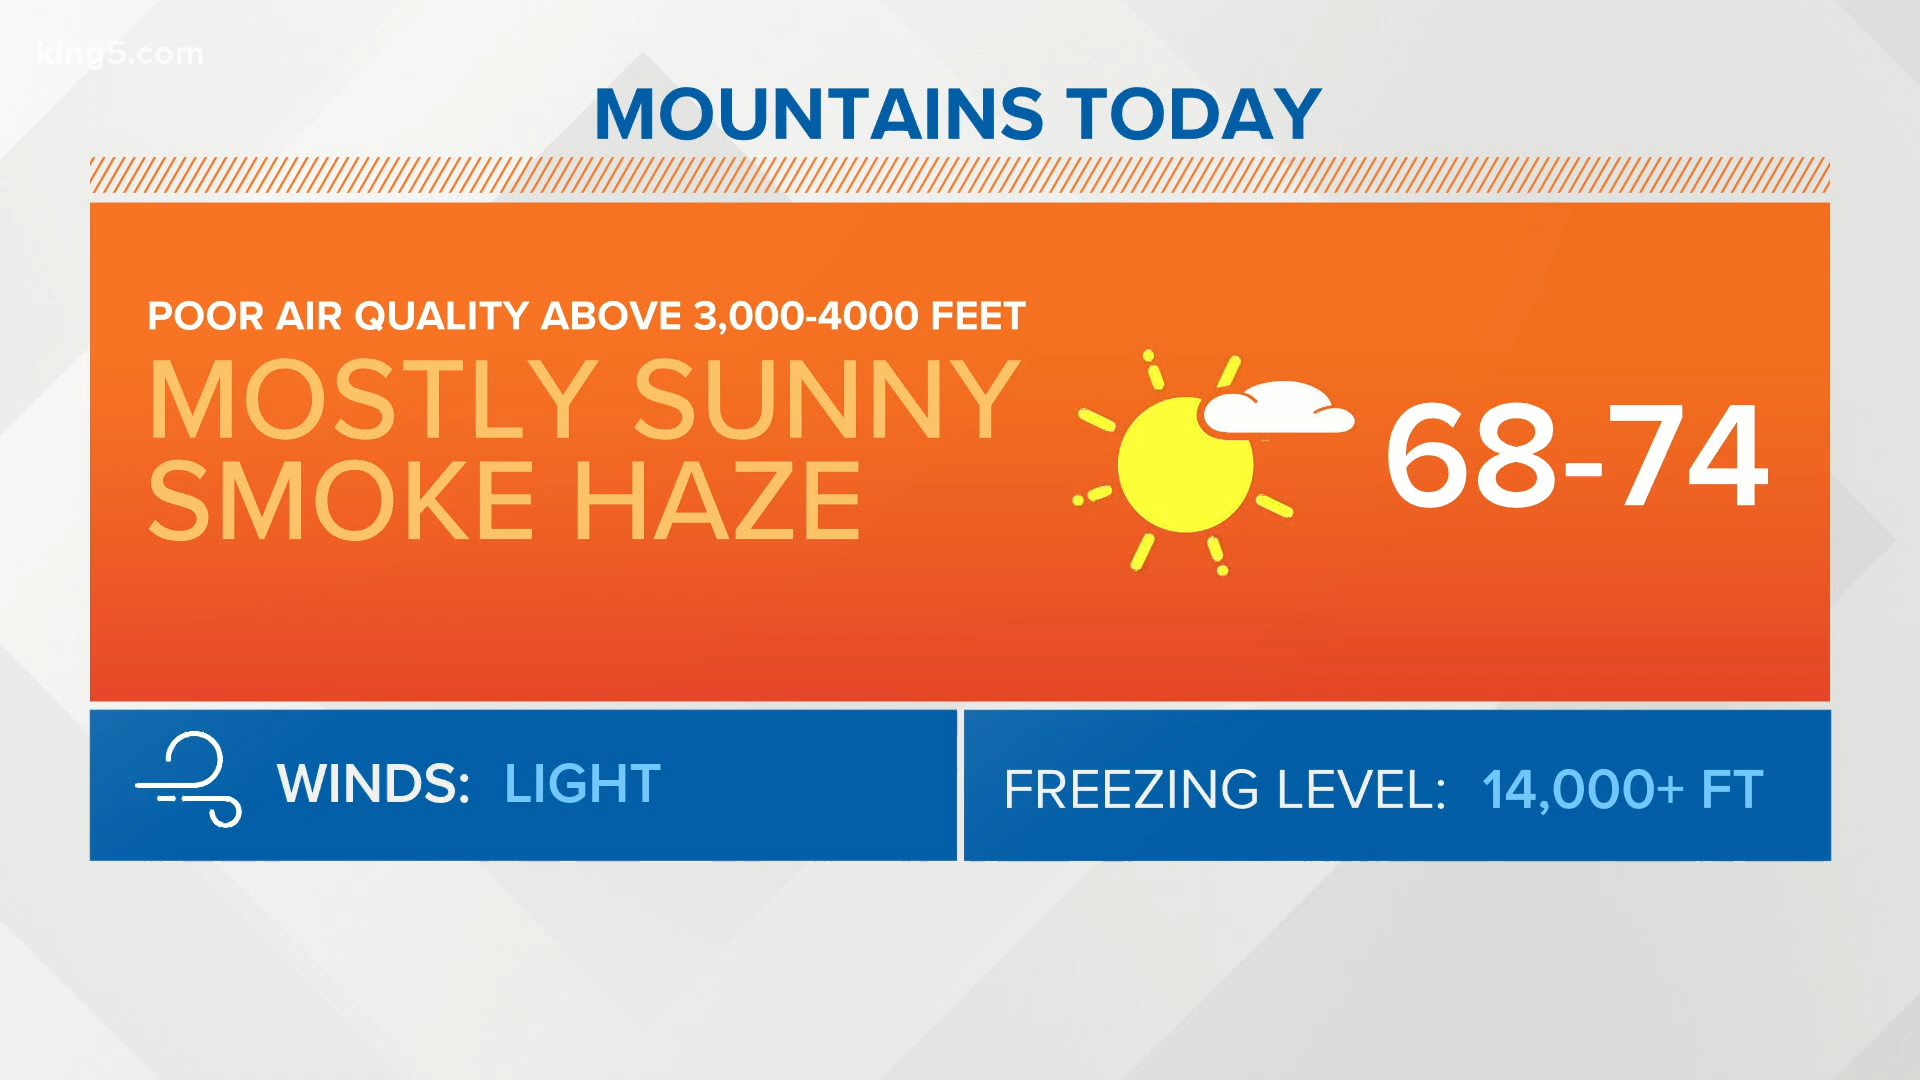 king5.com
MOUNTAINS TODAY
POOR AIR QUALITY ABOVE 3,000-4000 FEET
MOSTLY SUNNY
SMOKE HAZE
68-74
WINDS: LIGHT
FREEZING LEVEL: 14,000+ FT